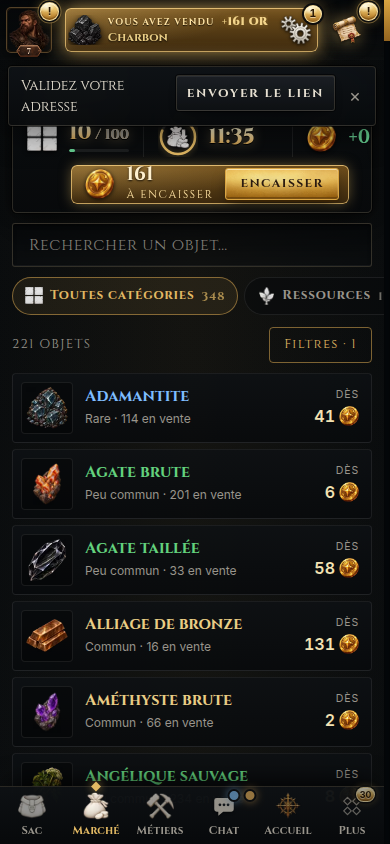 !
7
VOUS AVEZ VENDU +161 OR
CHARBON
1
!
VALIDEZ VOTRE
ADRESSE
ENVOYER LE LIEN
×
10 / 100
11:35
+0
161
À ENCAISSER
ENCAISSER
RECHERCHER UN OBJET...
TOUTES CATÉGORIES 348
RESSOURCES
221 OBJETS
FILTRES · 1
ADAMANTITE
Rare · 114 en vente
DÈS
41
AGATE BRUTE
Peu commun · 201 en vente
DÈS
6
AGATE TAILLÉE
Peu commun · 33 en vente
DÈS
58
ALLIAGE DE BRONZE
Commun · 16 en vente
DÈS
131
AMÉTHYSTE BRUTE
Commun · 66 en vente
DÈS
2
ANGÉLIQUE SAUVAGE
DÈS
30
SAC
MARCHÉ
MÉTIERS
CHAT
ACCUEIL
PLUS